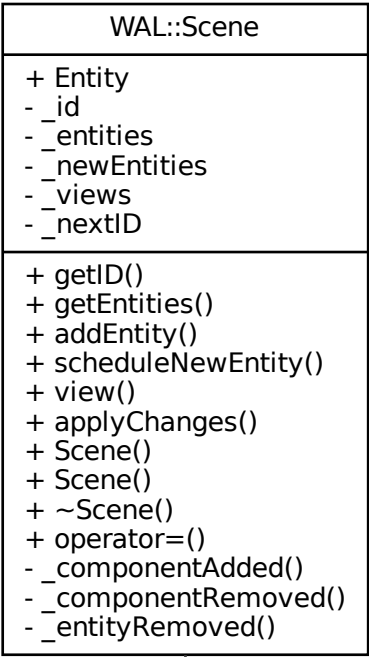 WAL::Scene
+ Entity
- _id
- _entities
- _newEntities
- _views
- _nextID
+ getID()
+ getEntities()
+ addEntity()
+ scheduleNewEntity()
+ view()
+ applyChanges()
+ Scene()
+ Scene()
+ ~Scene()
+ operator=()
- _componentAdded()
- _componentRemoved()
- _entityRemoved()